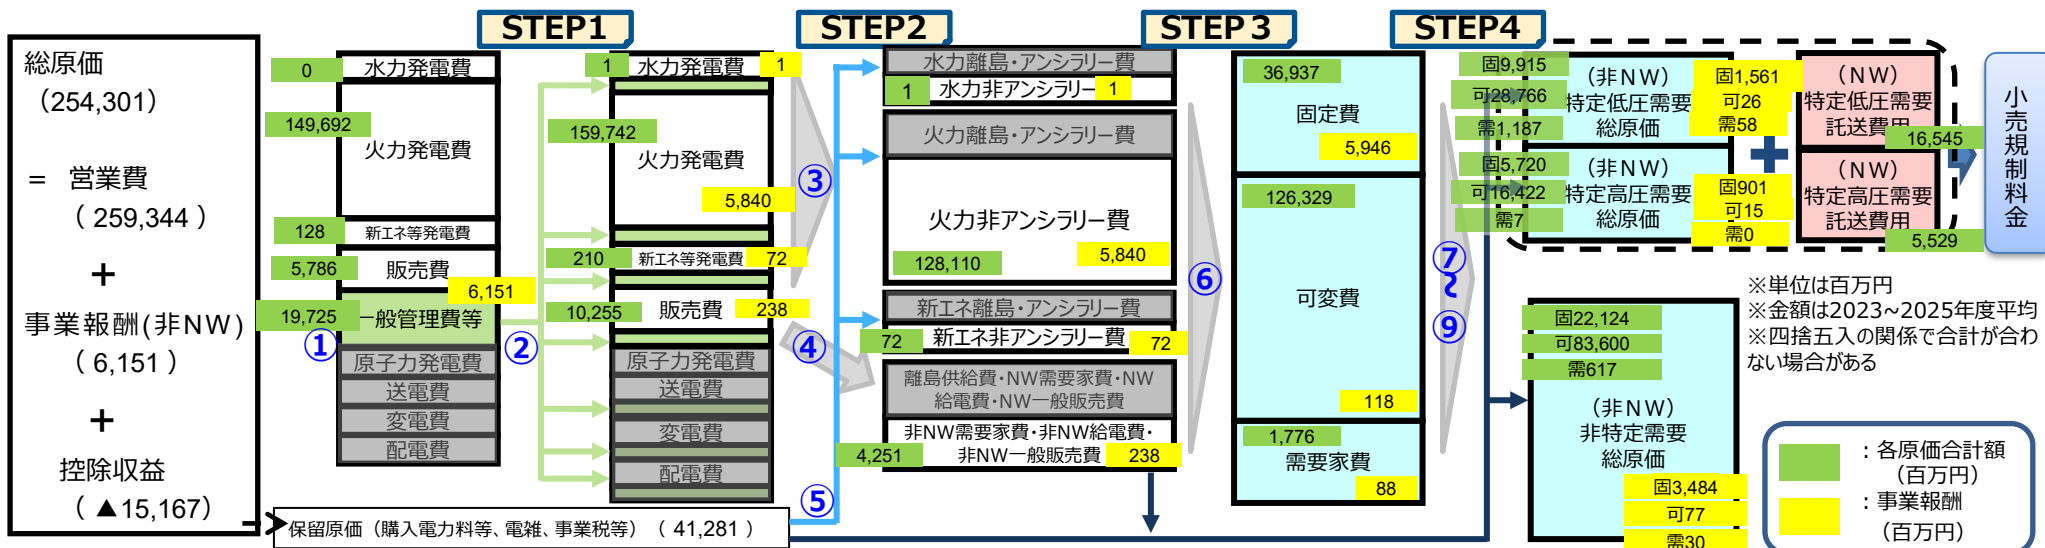 STEP1
STEP2
STEP3
STEP4
総原価
（254,301）
= 営業費
（ 259,344 ）
+
事業報酬(非NW)
（ 6,151 ）
+
控除収益
（ ▲15,167）
0
水力発電費
149,692
火力発電費
128
新エネ等発電費
5,786
販売費
6,151
19,725
一般管理費等
①
原子力発電費
送電費
変電費
配電費
②
1
水力発電費
1
159,742
火力発電費
5,840
210
新エネ等発電費
72
10,255
販売費
238
原子力発電費
送電費
変電費
配電費
③
④
⑤
保留原価（購入電力料等、電雑、事業税等）（ 41,281 ）
水力離島・アンシラリー費
1
水力非アンシラリー
1
火力離島・アンシラリー費
火力非アンシラリー費
128,110
5,840
新エネ離島・アンシラリー費
新エネ非アンシラリー費
72
72
離島供給費・NW需要家費・NW
給電費・NW一般販売費
非NW需要家費・非NW給電費・
非NW一般販売費
4,251
238
⑥
36,937
固定費
5,946
126,329
可変費
118
1,776
需要家費
88
⑦
～
⑨
固9,915
可28,766
需1,187
（非NW）
特定低圧需要
総原価
固1,561
可26
需58
固5,720
可16,422
需7
（非NW）
特定高圧需要
総原価
固901
可15
需0
+
（NW）
特定低圧需要
託送費用
16,545
（NW）
特定高圧需要
託送費用
5,529
小売規制料金
※単位は百万円
※金額は2023~2025年度平均
※四捨五入の関係で合計が合わ
ない場合がある
固22,124
可83,600
需617
（非NW）
非特定需要
総原価
固3,484
可77
需30
：各原価合計額
（百万円）
：事業報酬
（百万円）